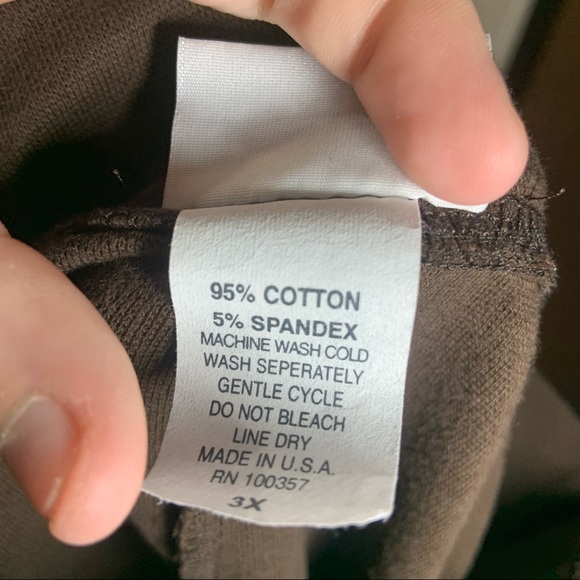 95% COTTON
5% SPANDEX
MACHINE WASH COLD
WASH SEPERATELY
GENTLE CYCLE
DO NOT BLEACH
LINE DRY
MADE IN U.S.A.
RN 100357
3X